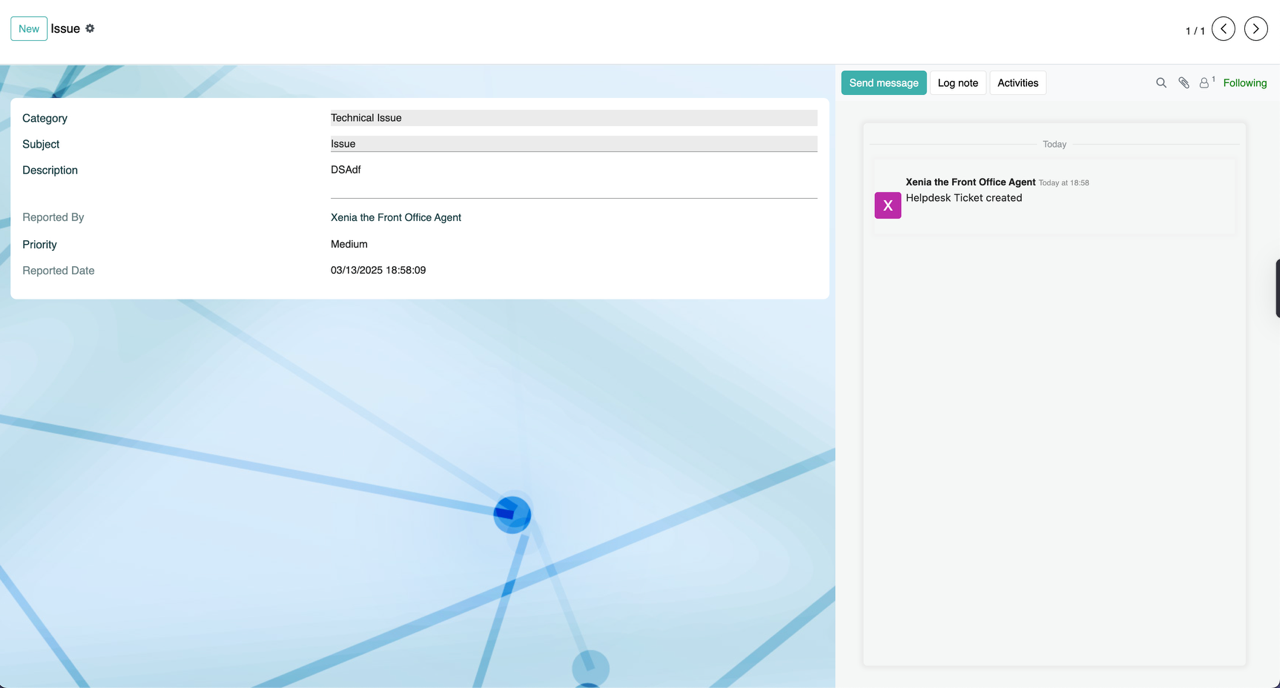 New Issue
1 / 1
Send message Log note Activities
1 Following
Category Technical Issue
Subject Issue
Description DSAdf
Reported By Xenia the Front Office Agent
Priority Medium
Reported Date 03/13/2025 18:58:09
Today
Xenia the Front Office Agent Today at 18:58
X
Helpdesk Ticket created